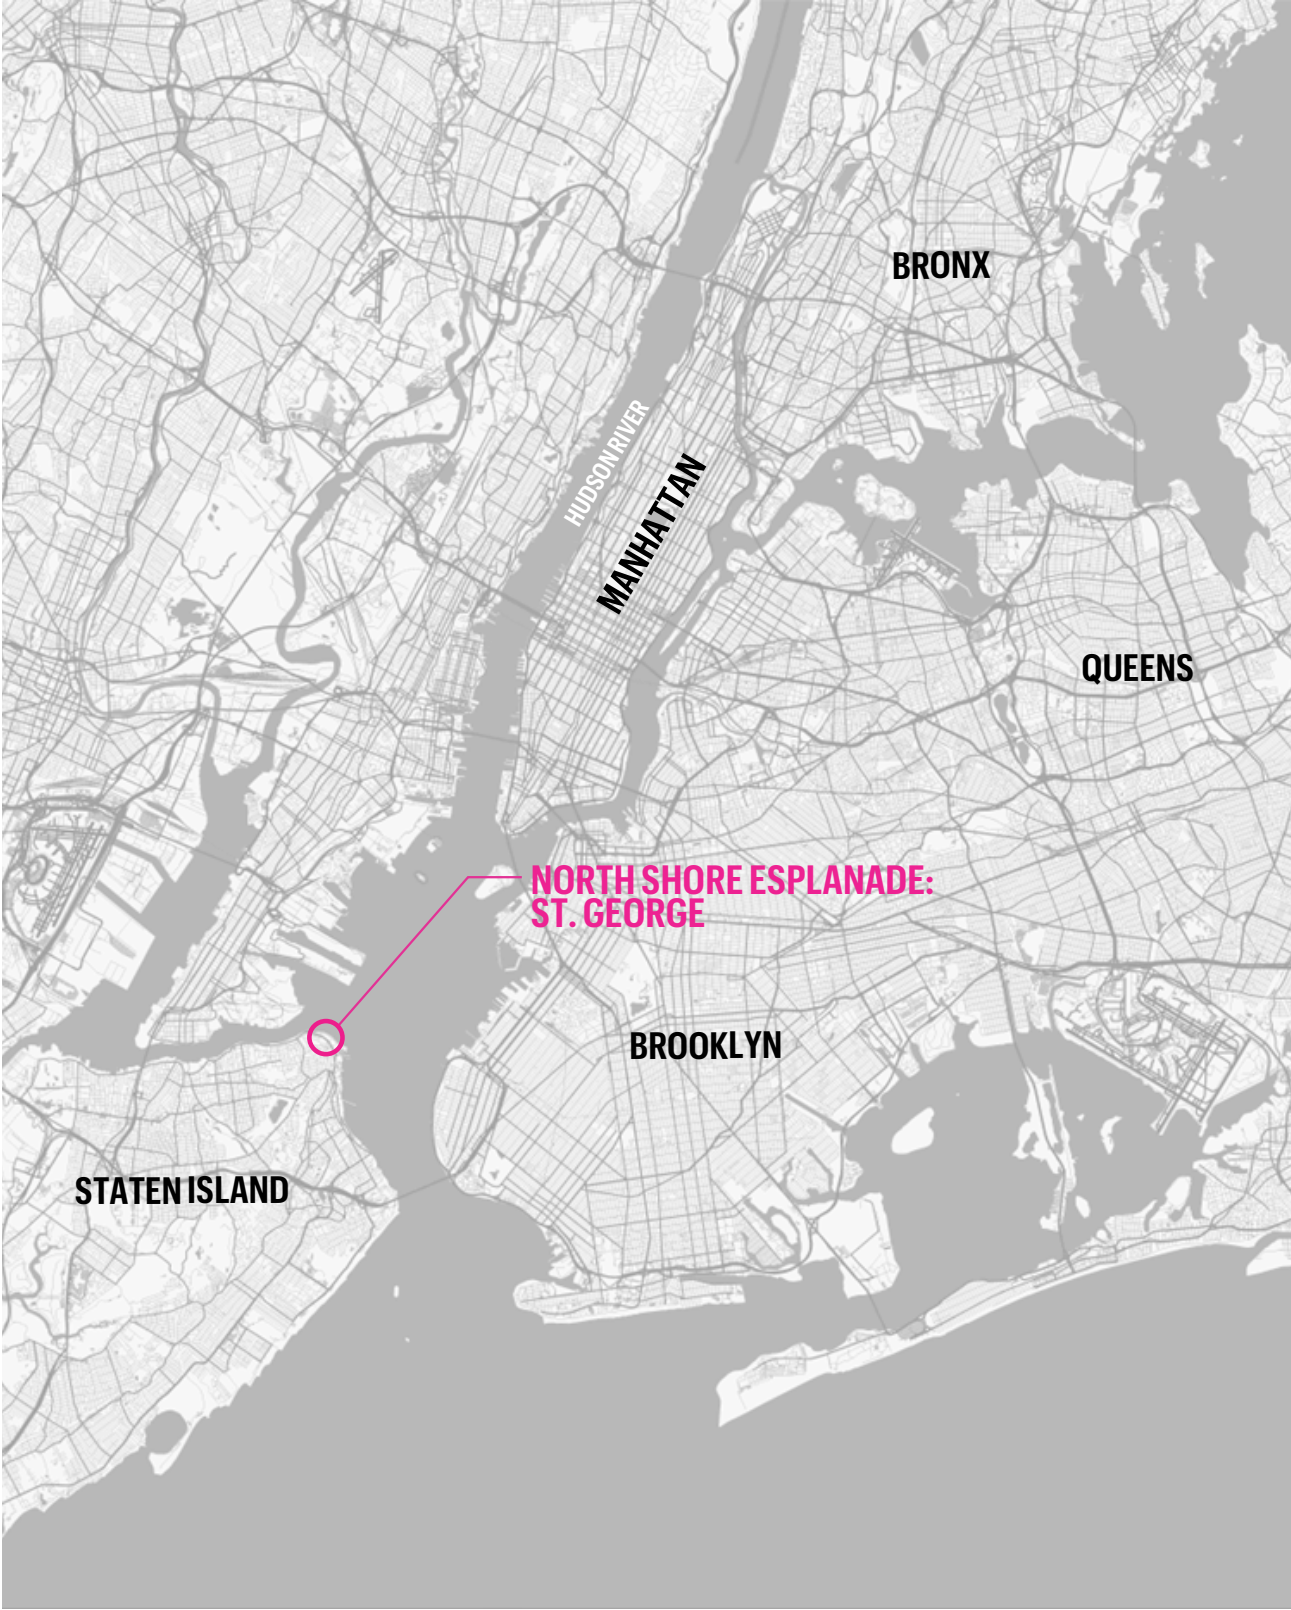 BRONX
HUDSON RIVER
MANHATTAN
QUEENS
NORTH SHORE ESPLANADE:
ST. GEORGE
BROOKLYN
STATEN ISLAND